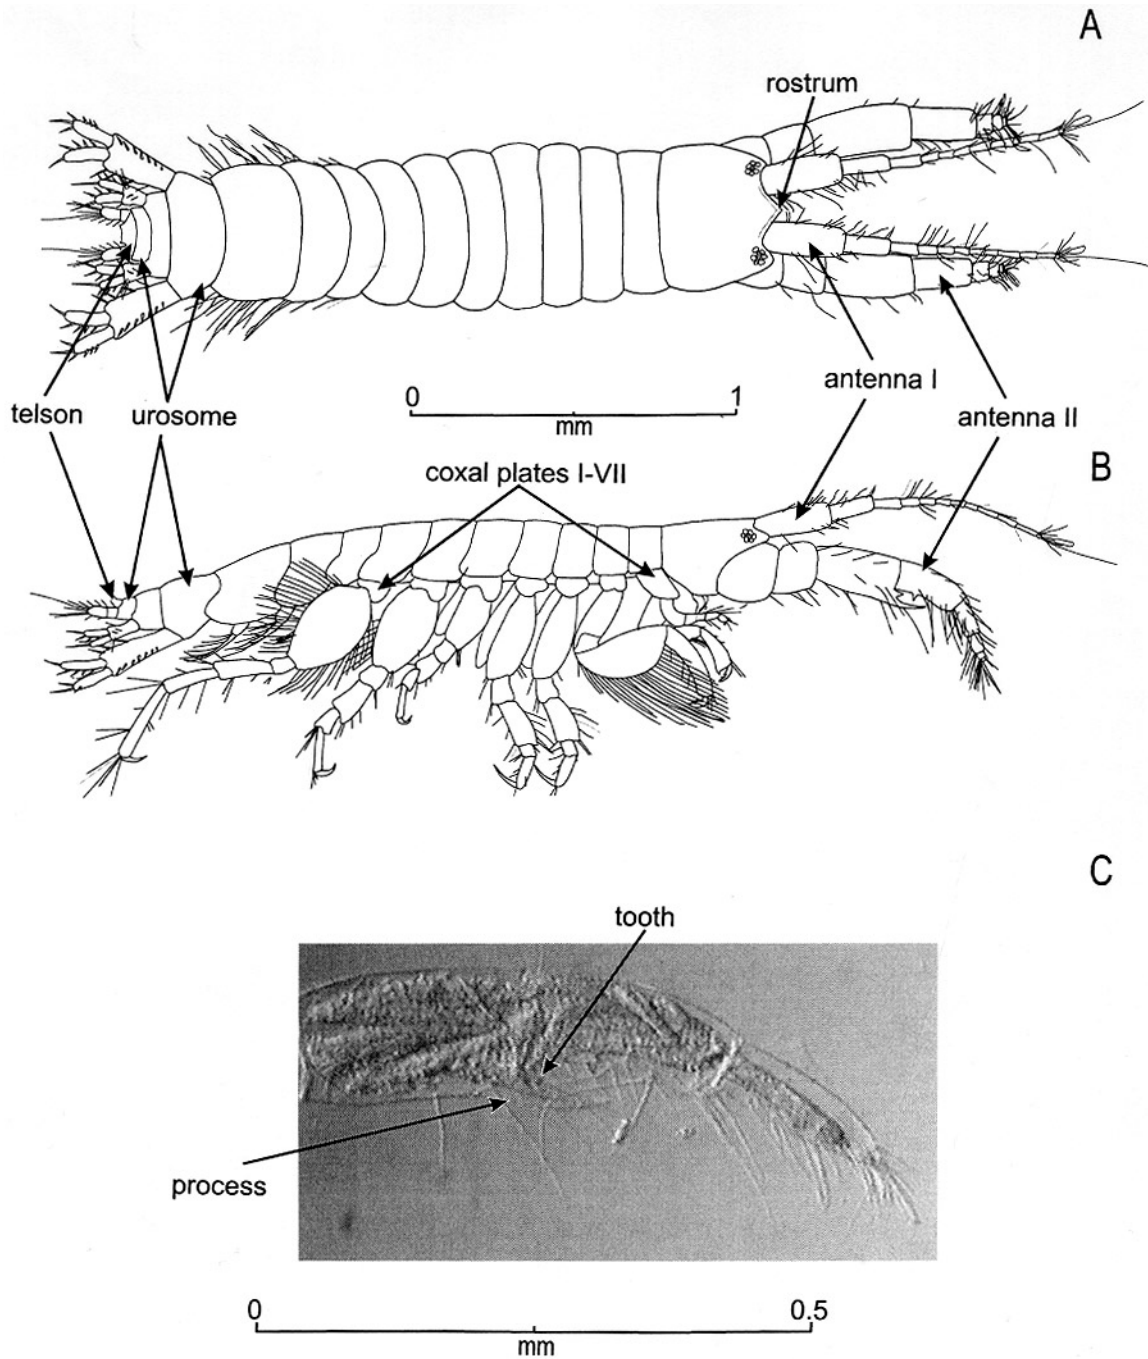 A
rostrum
0 1
mm
antenna I
telson urosome
antenna II
coxal plates I-VII
B
C
tooth
process
0 0.5
mm